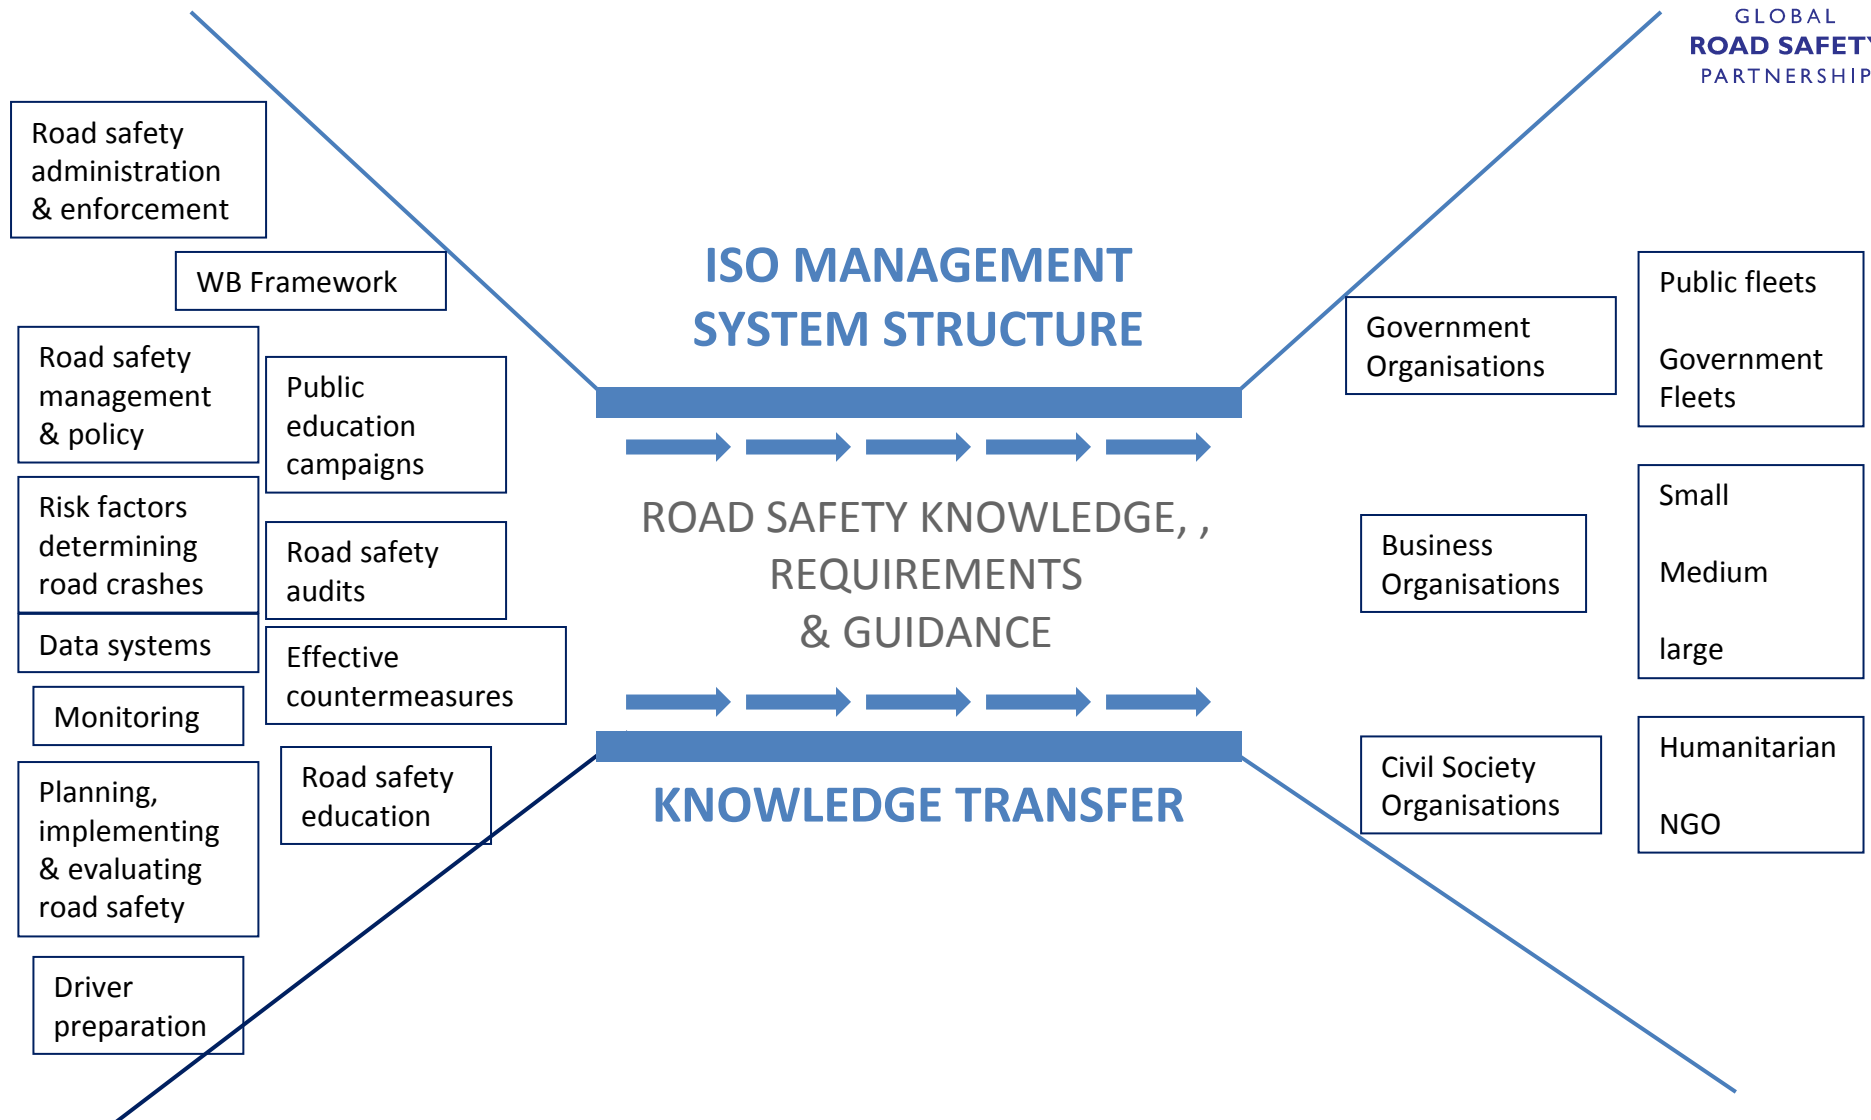 GLOBAL
ROAD SAFETY
PARTNERSHIP
Road safety
administration
& enforcement
WB Framework
Road safety
management
& policy
Public
education
campaigns
Risk factors
determining
road crashes
Road safety
audits
Data systems
Effective
countermeasures
Monitoring
Planning,
implementing
& evaluating
road safety
Road safety
education
Driver
preparation
ISO MANAGEMENT
SYSTEM STRUCTURE
ROAD SAFETY KNOWLEDGE, ,
REQUIREMENTS
& GUIDANCE
KNOWLEDGE TRANSFER
Government
Organisations
Public fleets
Government
Fleets
Business
Organisations
Small
Medium
large
Civil Society
Organisations
Humanitarian
NGO